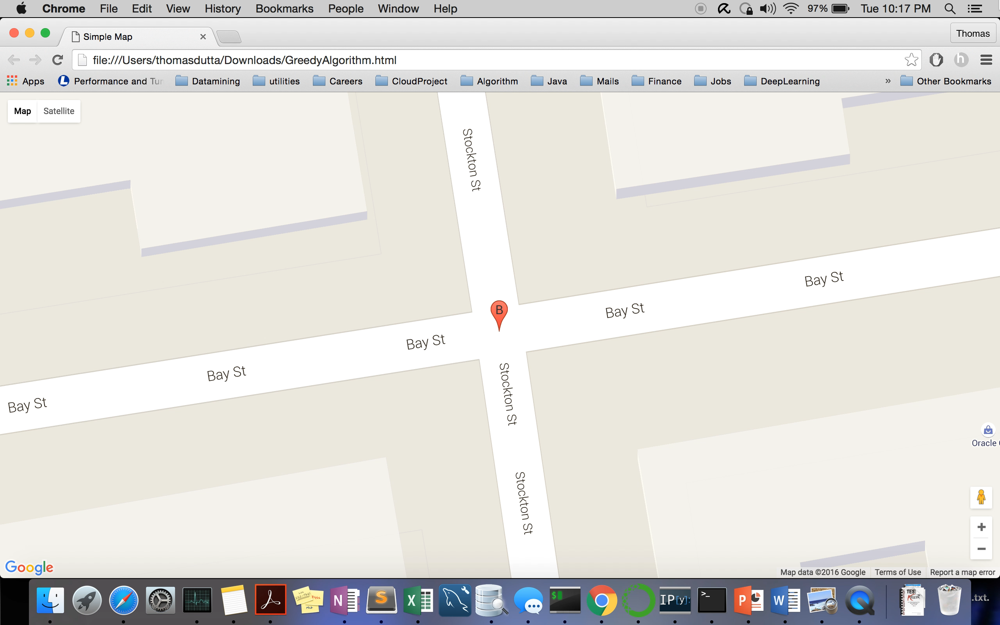 Chrome File Edit View History Bookmarks People Window Help 97% Tue 10:17 PM
Simple Map
Thomas
file:///Users/thomasdutta/Downloads/GreedyAlgorithm.html
Apps Performance and Tun Datamining utilities Careers CloudProject Algorithm Java Mails Finance Jobs DeepLearning » Other Bookmarks
Map Satellite
Stockton St
Bay St
B
Bay St
Bay St
Bay St
Bay St
Stockton St
Oracle
Stockton St
Google
Map data ©2016 Google Terms of Use Report a map error
N
S
X
$
IP[y]:
>_
P
W
TEST
.txt.